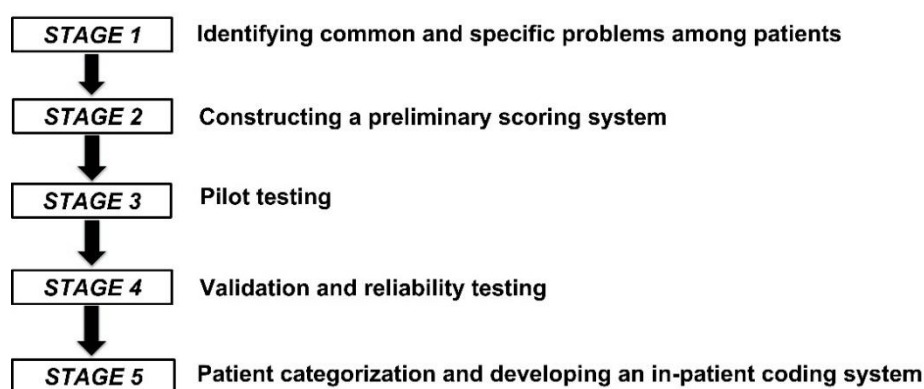 STAGE 1 Identifying common and specific problems among patients
STAGE 2 Constructing a preliminary scoring system
STAGE 3 Pilot testing
STAGE 4 Validation and reliability testing
STAGE 5 Patient categorization and developing an in-patient coding system